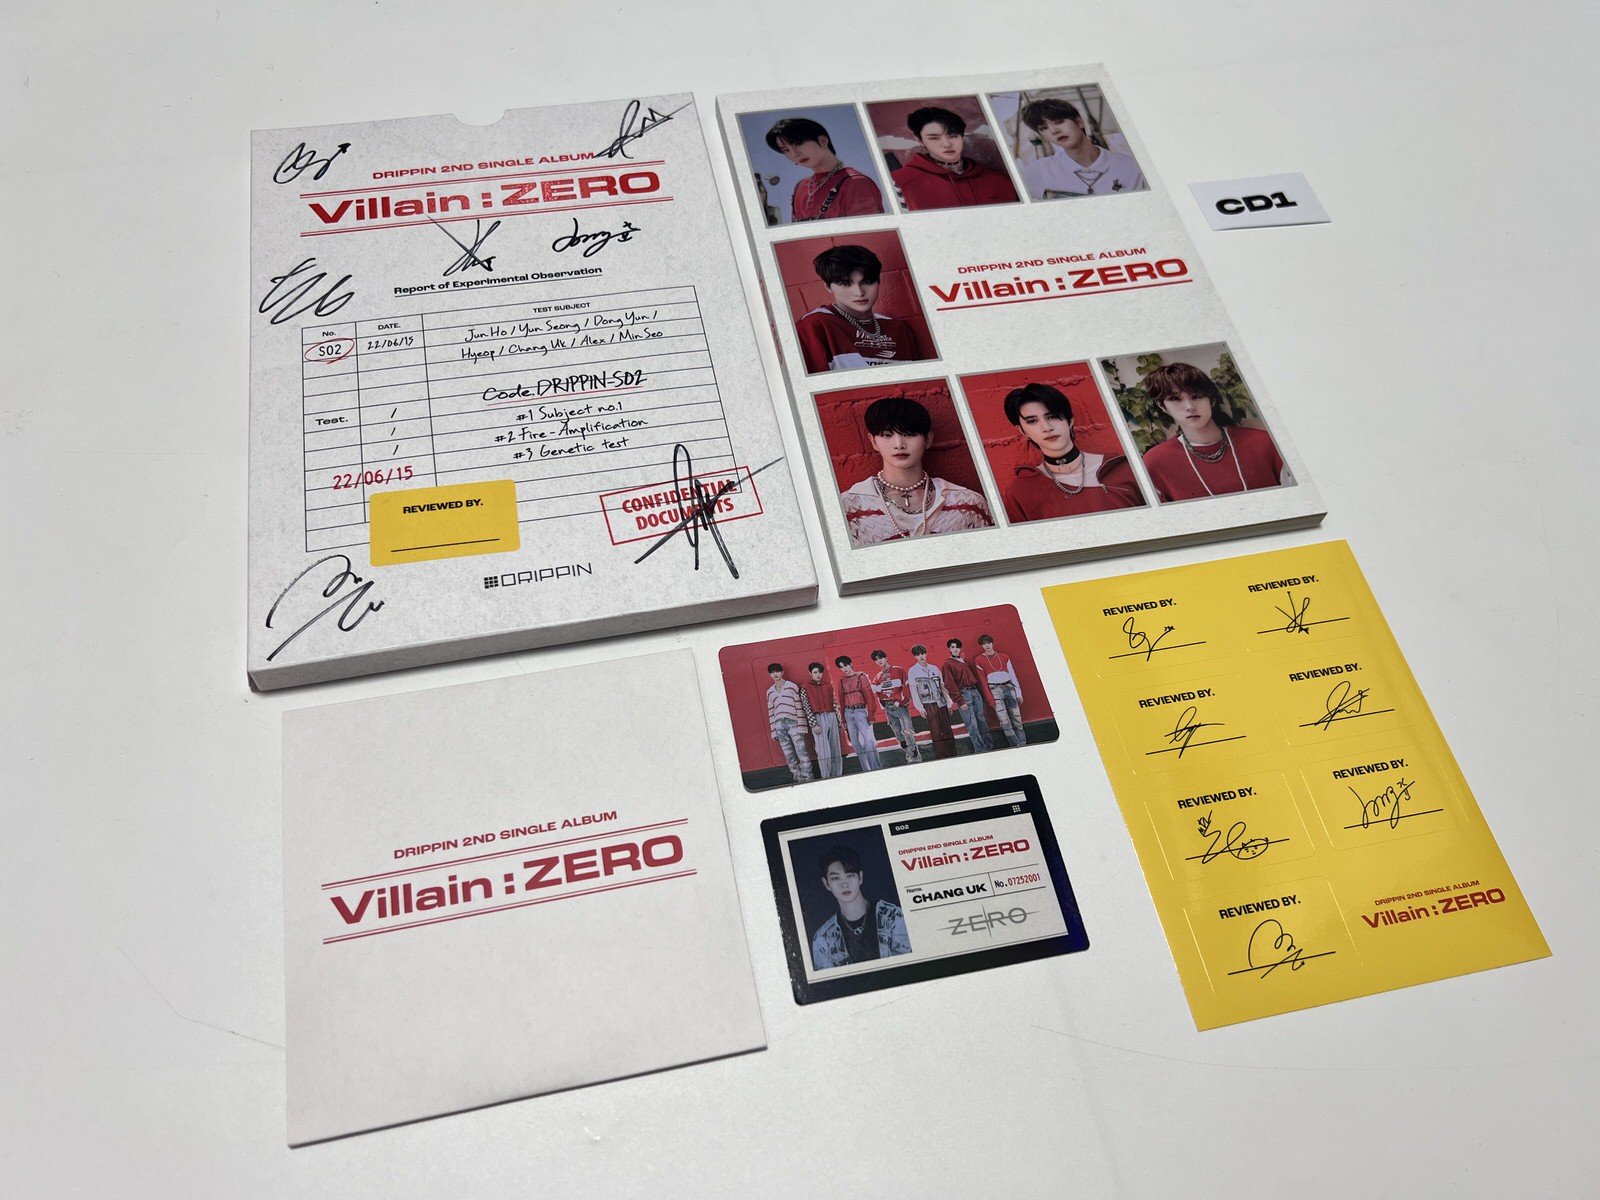 DRIPPIN 2ND SINGLE ALBUM
Villain : ZERO
Report of Experimental Observation
No.
DATE.
TEST SUBJECT
S02
22/06/15
Jun Ho / Yun Seong / Dong Yun /
Hyeop / Chang Uk / Alex / Min Seo
Code.DRIPPIN-S02
Test.
/
#1 Subject no.1
/
#2 Fire-Amplification
/
#3 Genetic test
22/06/15
REVIEWED BY.
CONFIDENTIAL
DOCUMENTS
DRIPPIN
DRIPPIN 2ND SINGLE ALBUM
Villain : ZERO
CD1
DRIPPIN 2ND SINGLE ALBUM
Villain : ZERO
S02
DRIPPIN 2ND SINGLE ALBUM
Villain : ZERO
Name.
CHANG UK
No.07252001
ZERO
REVIEWED BY.
REVIEWED BY.
REVIEWED BY.
REVIEWED BY.
REVIEWED BY.
REVIEWED BY.
REVIEWED BY.
DRIPPIN 2ND SINGLE ALBUM
Villain : ZERO